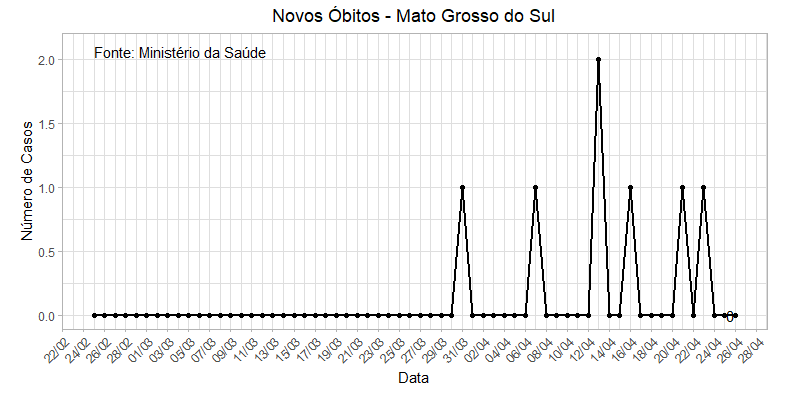 Novos Óbitos - Mato Grosso do Sul
Fonte: Ministério da Saúde
Número de Casos
2.0
1.5
1.0
0.5
0.0
0
22/02 24/02 26/02 28/02 01/03 03/03 05/03 07/03 09/03 11/03 13/03 15/03 17/03 19/03 21/03 23/03 25/03 27/03 29/03 31/03 02/04 04/04 06/04 08/04 10/04 12/04 14/04 16/04 18/04 20/04 22/04 24/04 26/04 28/04
Data